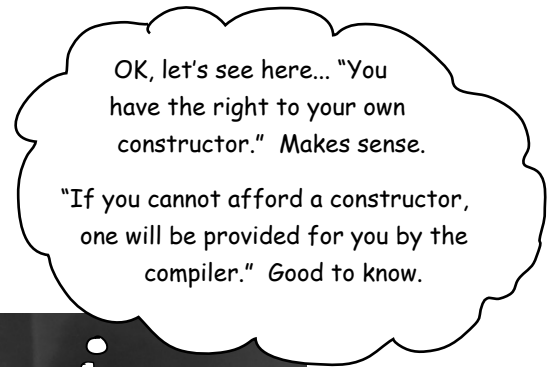 OK, let's see here... "You
have the right to your own
constructor."  Makes sense.
"If you cannot afford a constructor,
one will be provided for you by the
compiler."  Good to know.